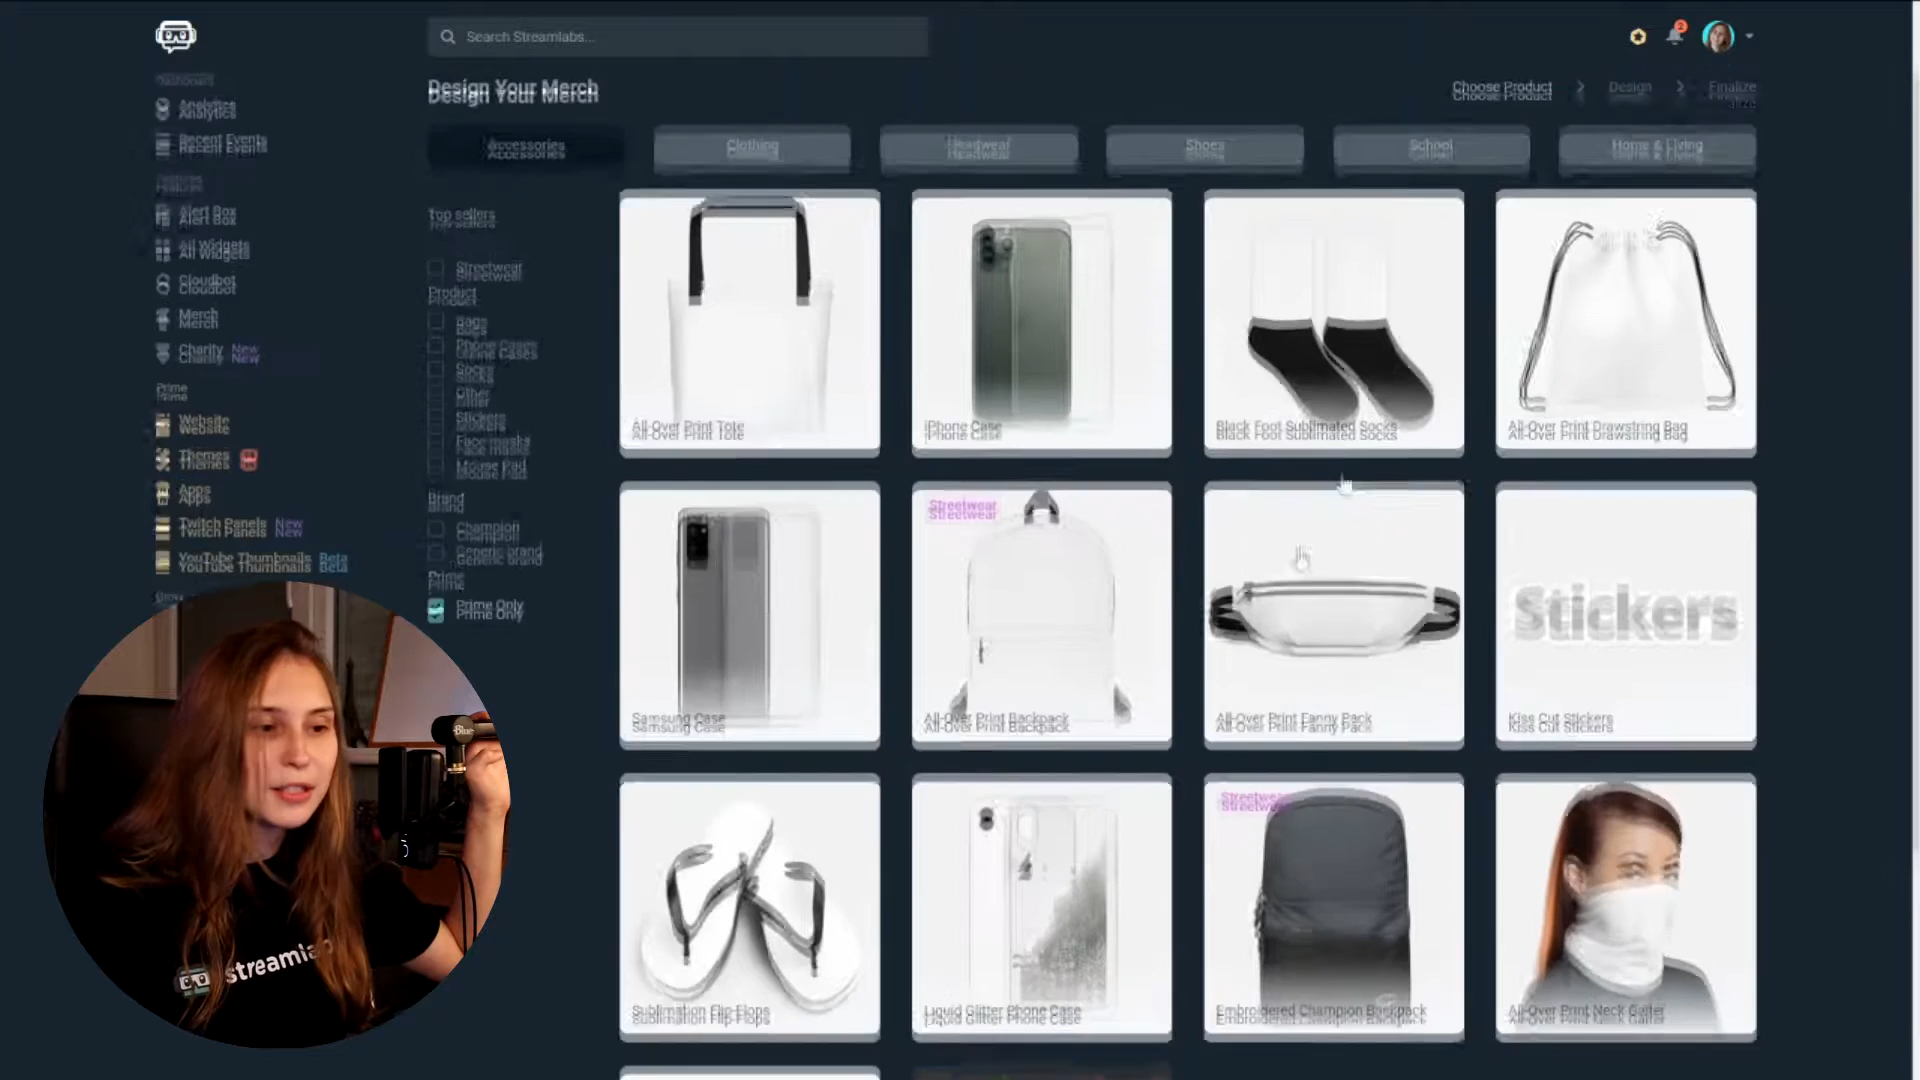 Search Streamlabs...
2
Dashboard
Analytics
Recent Events
Features
Alert Box
All Widgets
Cloudbot
Merch
Charity New
Prime
Website
Themes
Apps
Twitch Panels New
YouTube Thumbnails Beta
Design Your Merch
Choose Product > Design > Finalize
Accessories
Clothing
Headwear
Shoes
School
Home & Living
Top sellers
Streetwear
Product
Bags
Phone Cases
Socks
Other
Stickers
Face masks
Mouse Pad
Brand
Champion
Generic brand
Prime
Prime Only
All-Over Print Tote
iPhone Case
Black Foot Sublimated Socks
All-Over Print Drawstring Bag
Samsung Case
Streetwear
All-Over Print Backpack
All-Over Print Fanny Pack
Stickers
Kiss Cut Stickers
Sublimation Flip-Flops
Liquid Glitter Phone Case
Streetwear
Embroidered Champion Backpack
All-Over Print Neck Gaiter
Blue
streamla